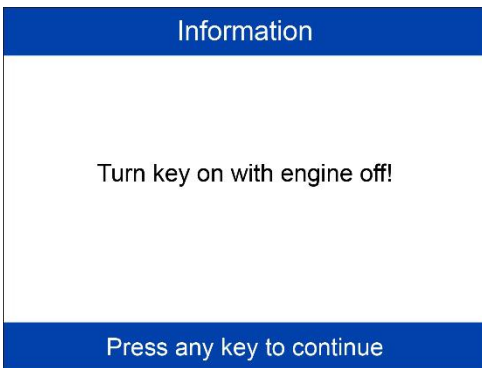 Information
Turn key on with engine off!
Press any key to continue